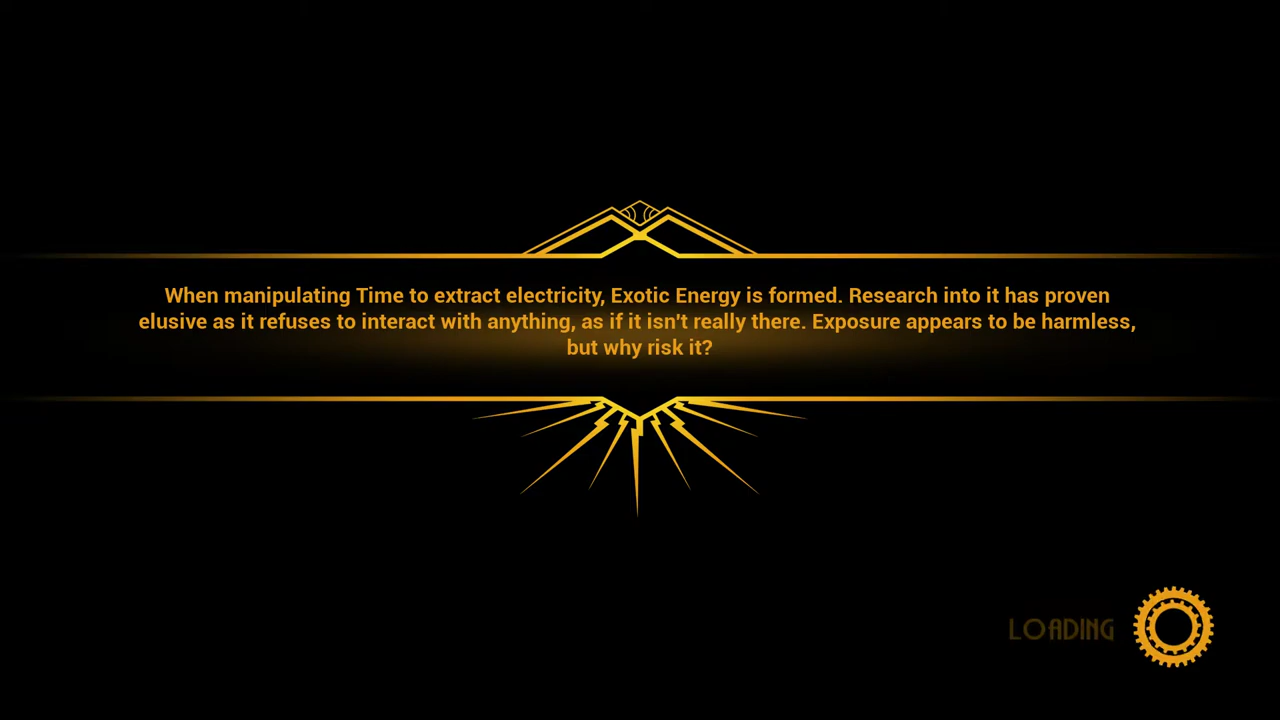 When manipulating Time to extract electricity, Exotic Energy is formed. Research into it has proven
elusive as it refuses to interact with anything, as if it isn't really there. Exposure appears to be harmless,
but why risk it?
LOADING